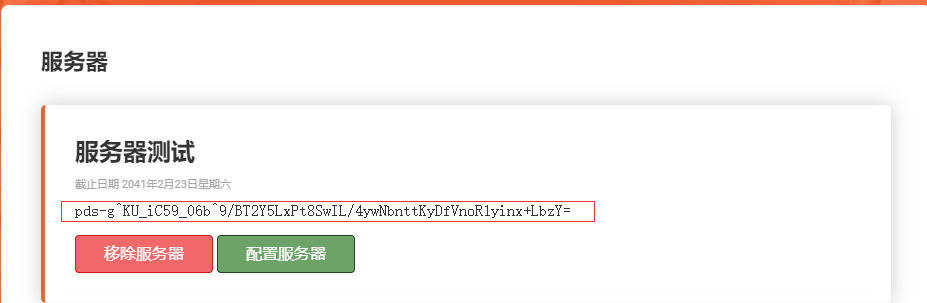 服务器
服务器测试
截止日期 2041年2月23日星期六
pds-g^KU_iC59_06b^9/BT2Y5LxPt8SwIL/4ywNbnttKyDfVnoRlyinx+LbzY=
移除服务器
配置服务器